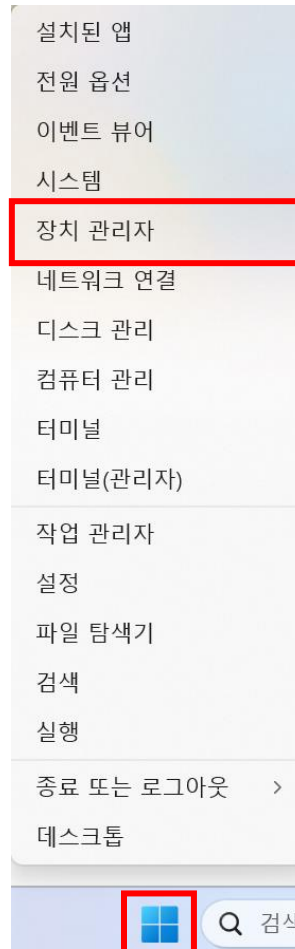 설치된 앱
전원 옵션
이벤트 뷰어
시스템
장치 관리자
네트워크 연결
디스크 관리
컴퓨터 관리
터미널
터미널(관리자)
작업 관리자
설정
파일 탐색기
검색
실행
종료 또는 로그아웃
데스크톱
검색